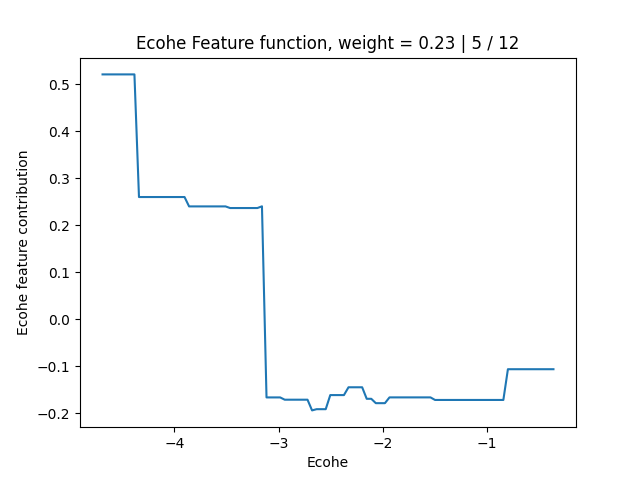 Ecohe Feature function, weight = 0.23 | 5 / 12
Ecohe feature contribution
0.5
0.4
0.3
0.2
0.1
0.0
−0.1
−0.2
−4 −3 −2 −1
Ecohe